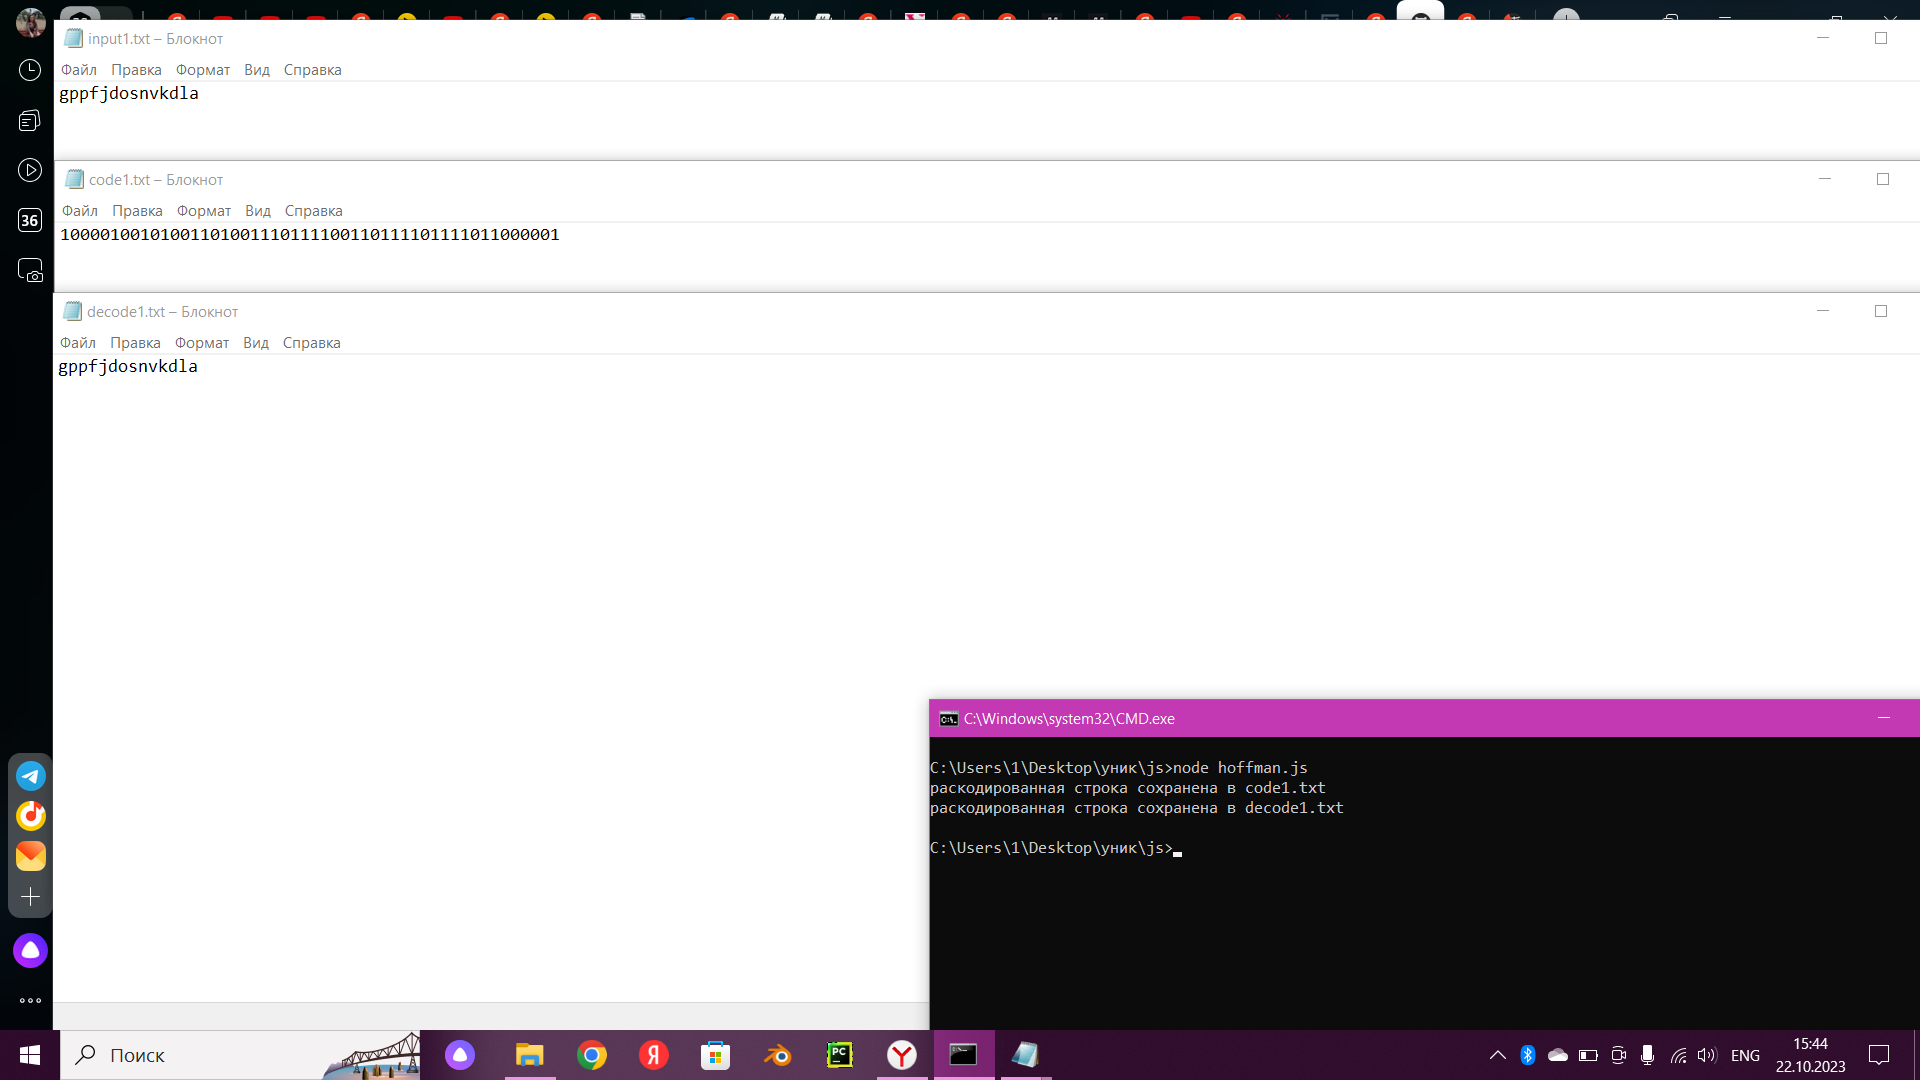 input1.txt – Блокнот
Файл Правка Формат Вид Справка
gppfjdosnvkdla
code1.txt – Блокнот
Файл Правка Формат Вид Справка
10000100101001101001110111100110111101111011000001
36
decode1.txt – Блокнот
Файл Правка Формат Вид Справка
gppfjdosnvkdla
C:\Windows\system32\CMD.exe
C:\Users\1\Desktop\уник\js>node hoffman.js
раскодированная строка сохранена в code1.txt
раскодированная строка сохранена в decode1.txt
C:\Users\1\Desktop\уник\js>
Поиск
ENG
15:44
22.10.2023